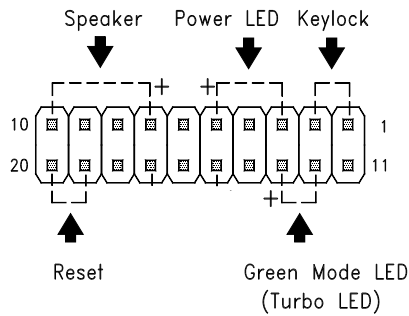 Speaker Power LED Keylock
+ +
10 1
20 11
+
Reset Green Mode LED
(Turbo LED)